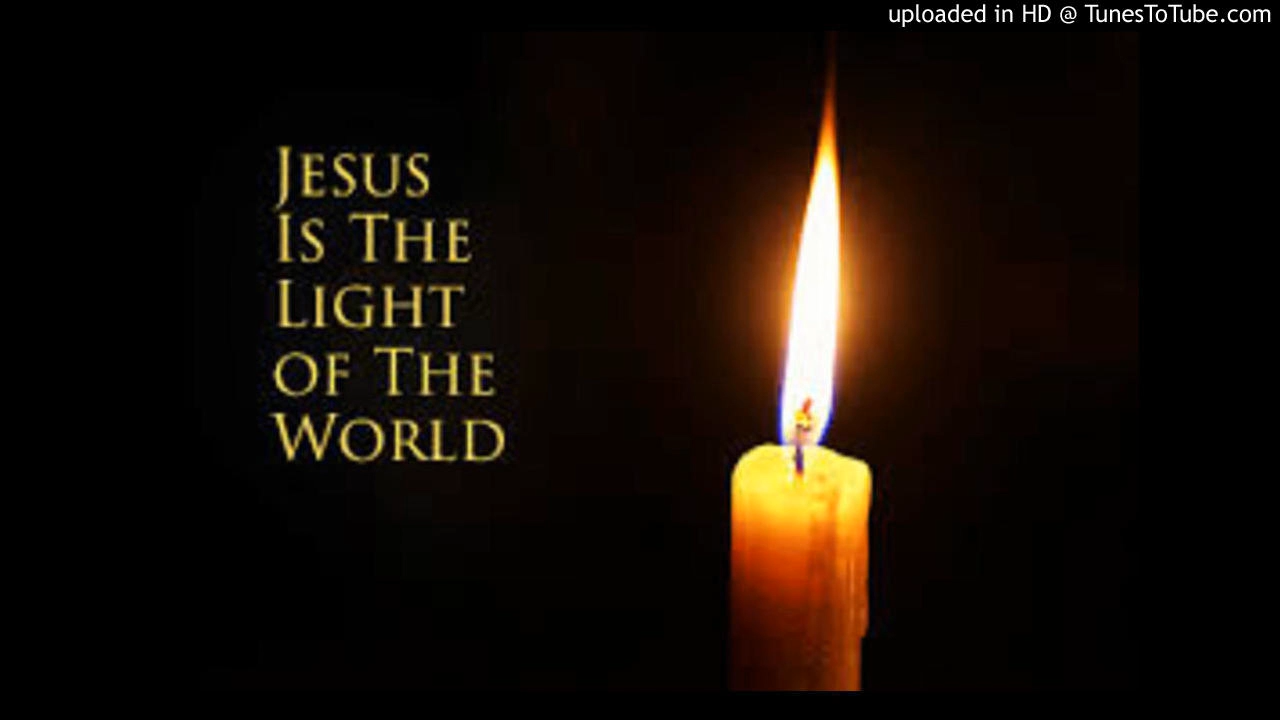 uploaded in HD @ TunesToTube.com
Jesus
Is The
Light
of The
World